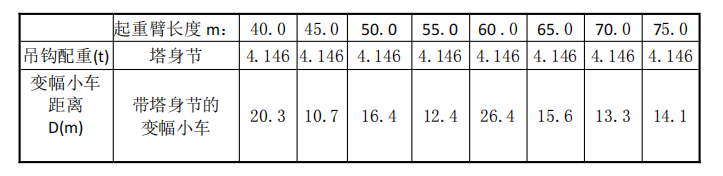 起重臂长度 m： 40.0 45.0 50.0 55.0 60.0 65.0 70.0 75.0
吊钩配重(t) 塔身节 4.146 4.146 4.146 4.146 4.146 4.146 4.146 4.146
变幅小车
距离
D(m)
带塔身节的
变幅小车
20.3 10.7 16.4 12.4 26.4 15.6 13.3 14.1